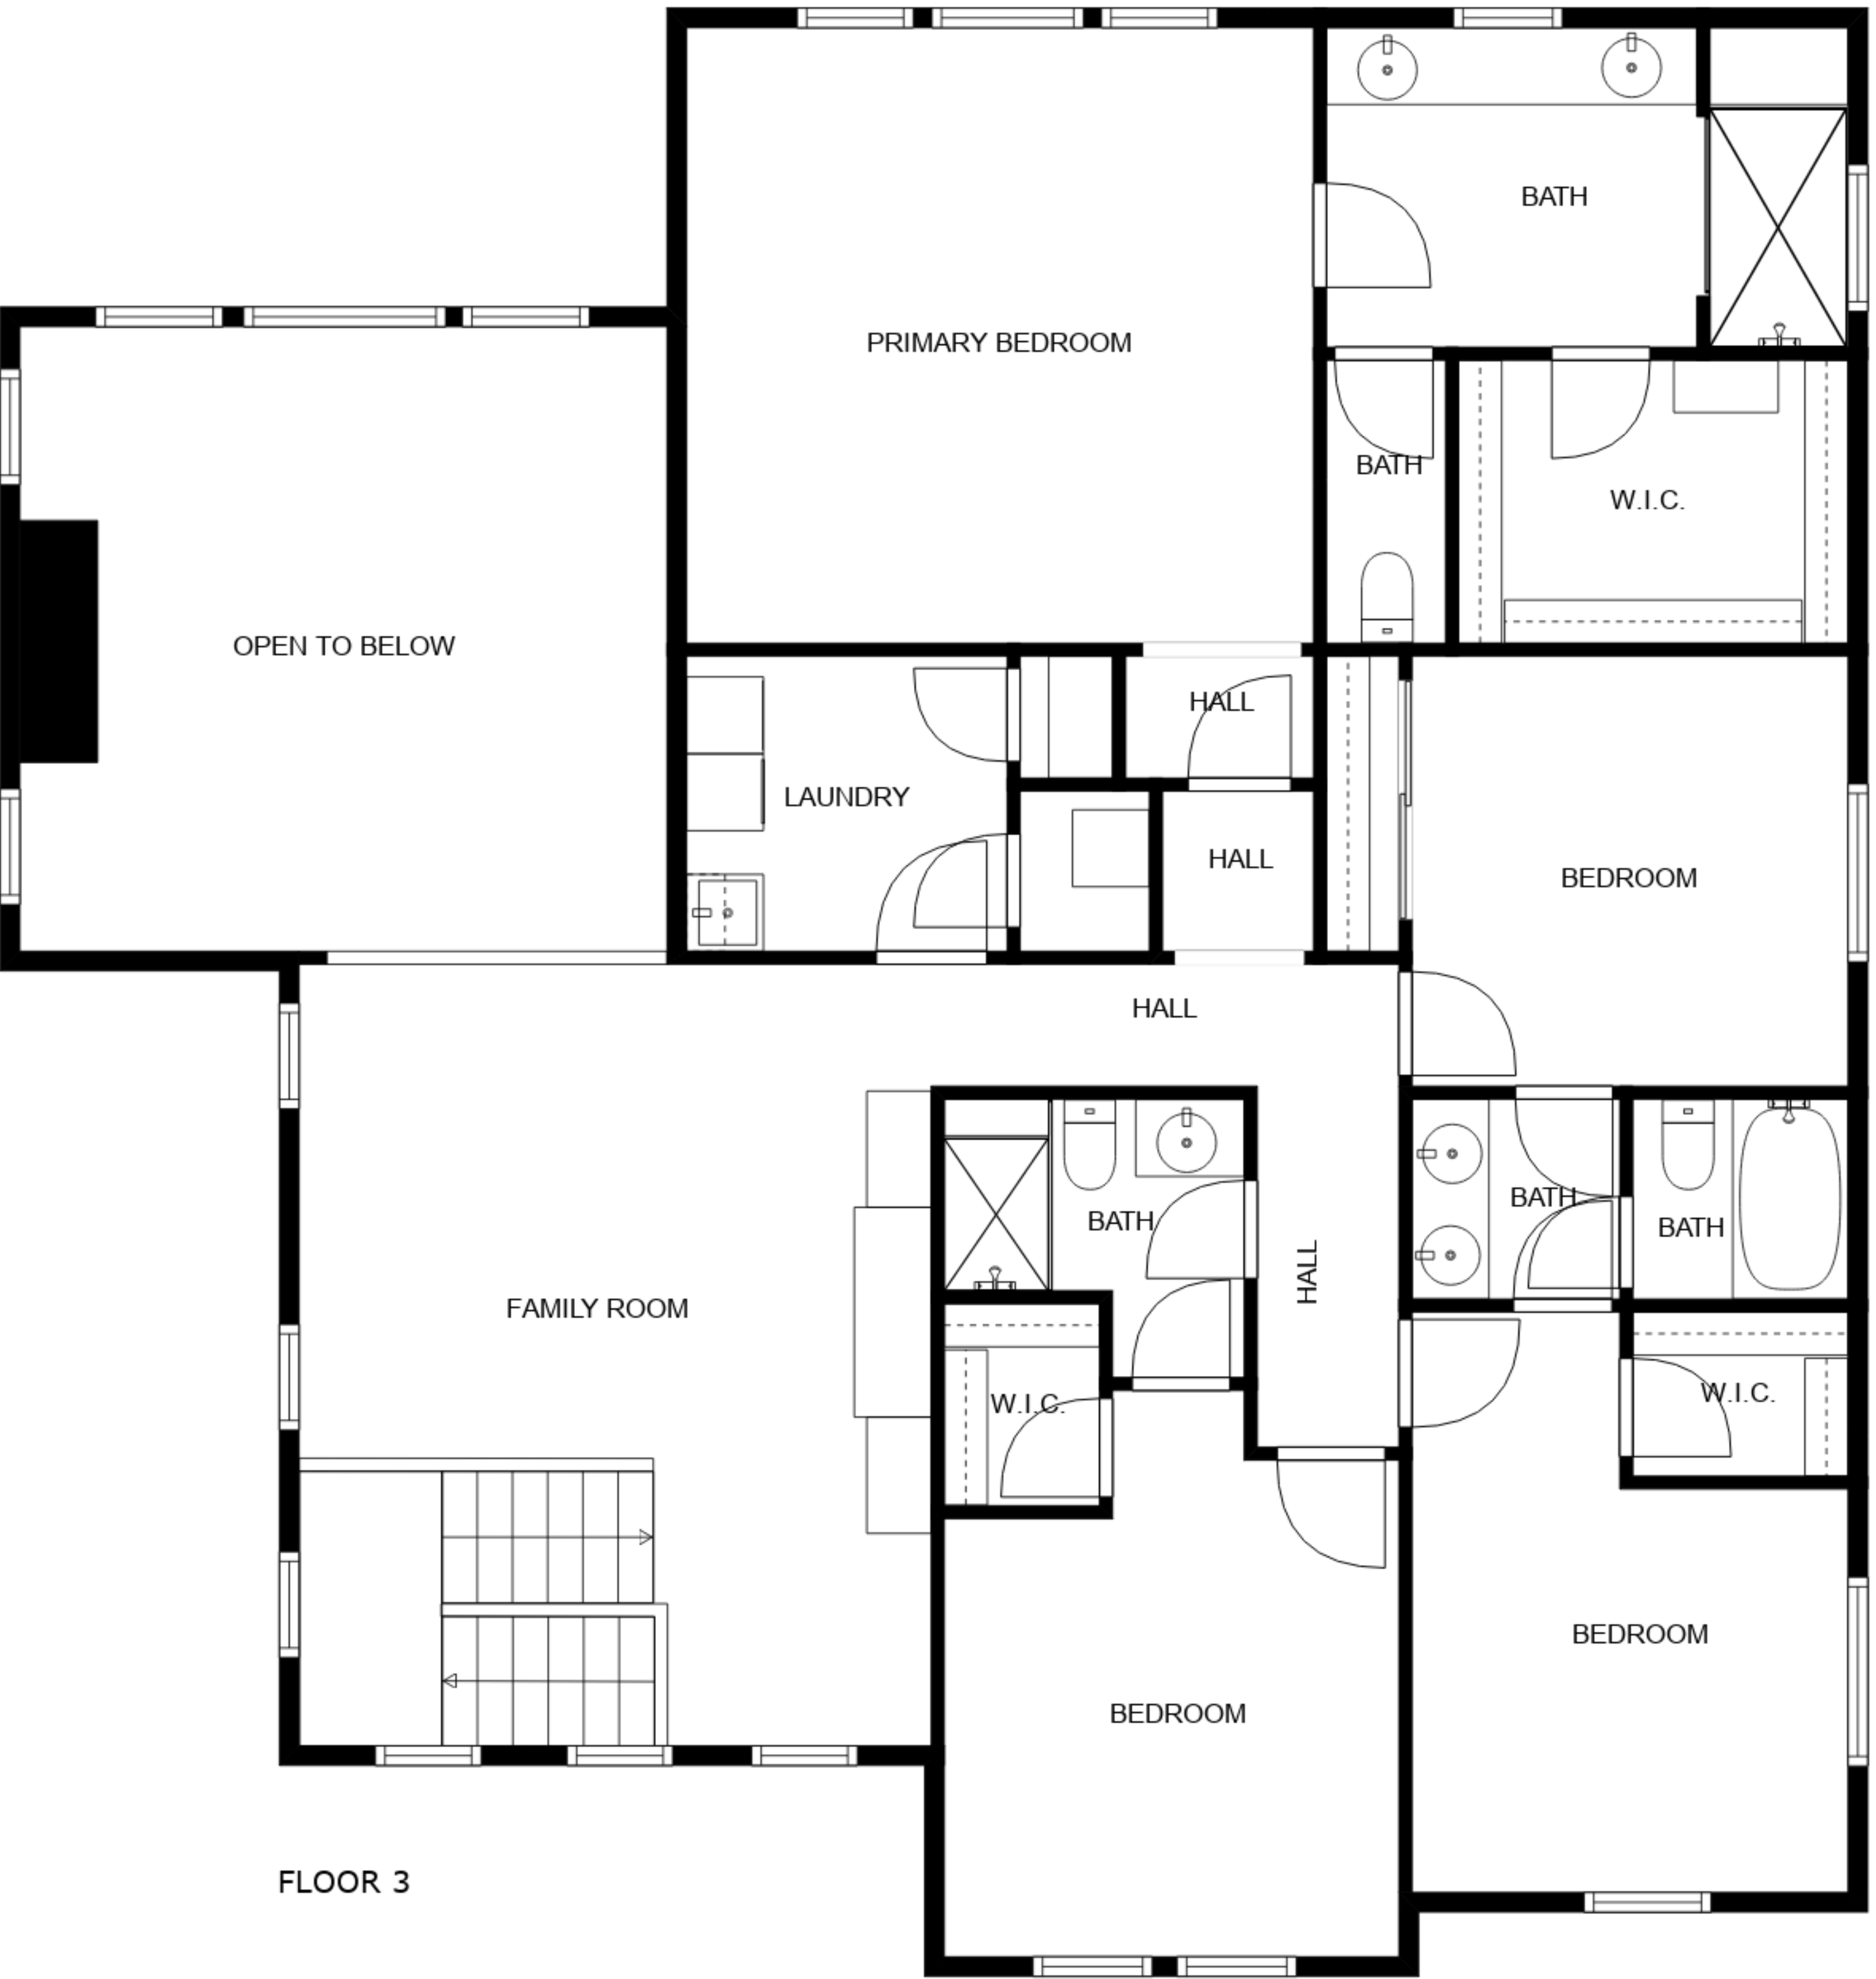 BATH
PRIMARY BEDROOM
BATH
W.I.C.
OPEN TO BELOW
HALL
LAUNDRY
HALL
BEDROOM
HALL
BATH
BATH
BATH
HALL
FAMILY ROOM
W.I.C.
W.I.C.
BEDROOM
BEDROOM
FLOOR 3